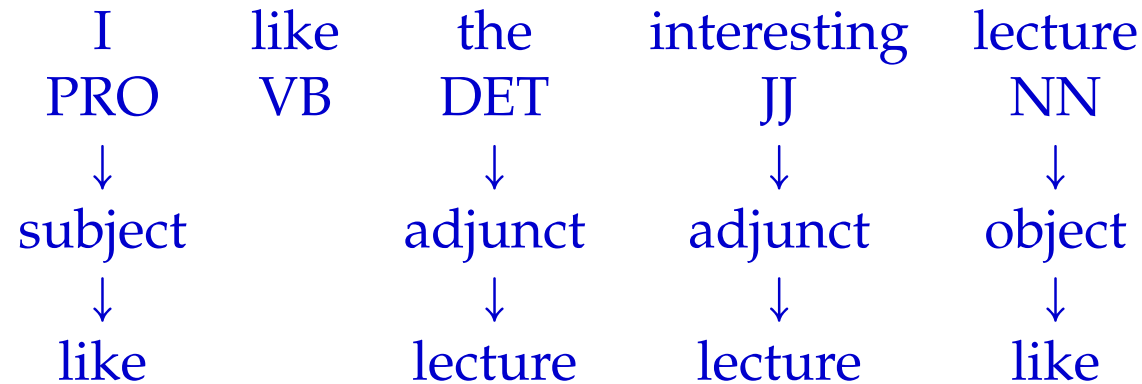 I like the interesting lecture
PRO VB DET JJ NN
↓ ↓ ↓ ↓
subject adjunct adjunct object
↓ ↓ ↓ ↓
like lecture lecture like